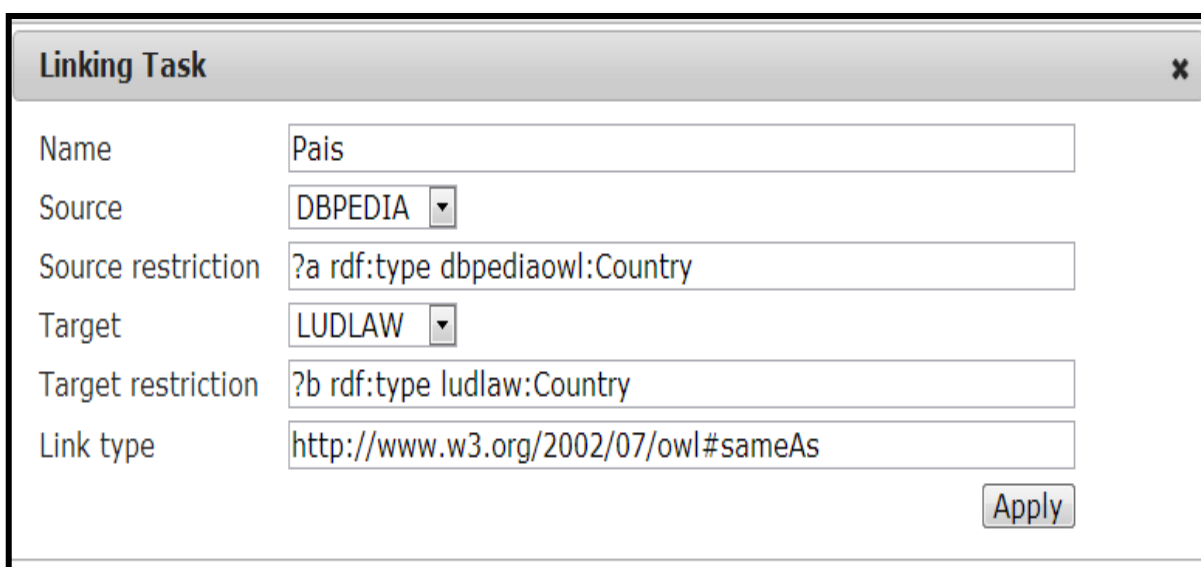 Linking Task
Name Pais
Source DBPEDIA
Source restriction ?a rdf:type dbpediaowl:Country
Target LUDLAW
Target restriction ?b rdf:type ludlaw:Country
Link type http://www.w3.org/2002/07/owl#sameAs
Apply